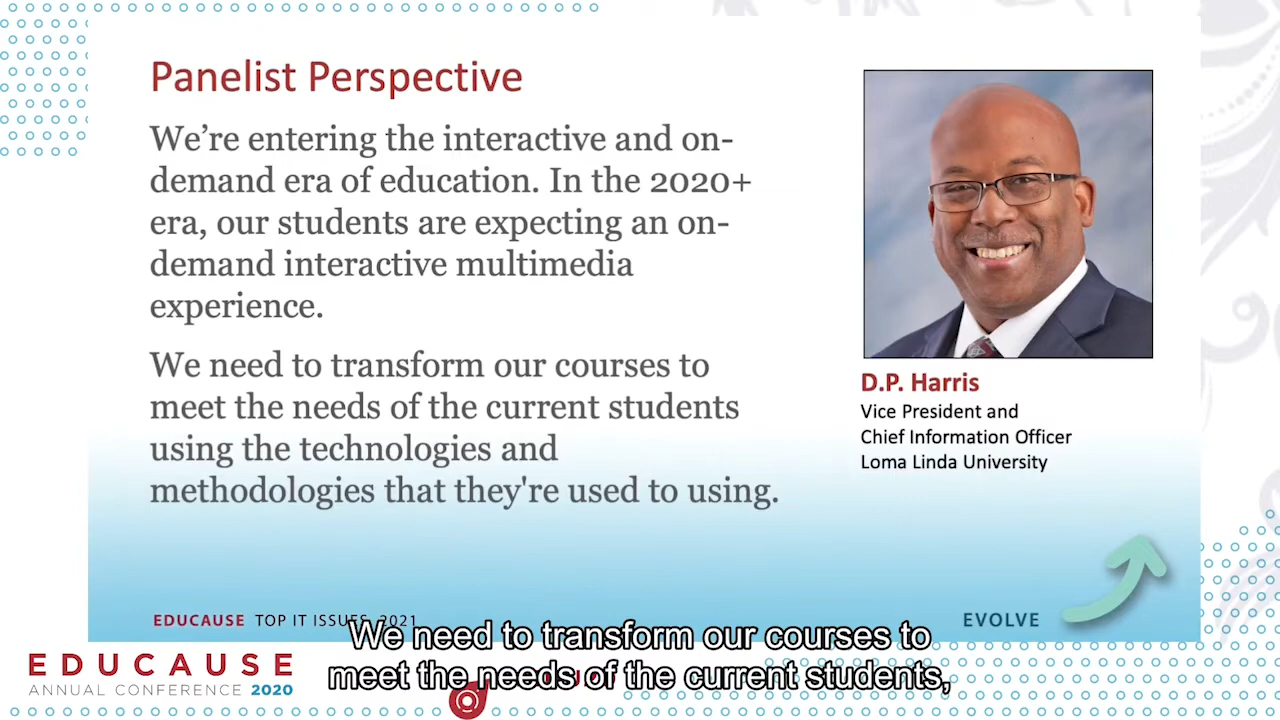 Panelist Perspective
We’re entering the interactive and on-
demand era of education. In the 2020+
era, our students are expecting an on-
demand interactive multimedia
experience.
We need to transform our courses to
meet the needs of the current students
using the technologies and
methodologies that they're used to using.
D.P. Harris
Vice President and
Chief Information Officer
Loma Linda University
EDUCAUSE TOP IT ISSUES, 2021
EVOLVE
We need to transform our courses to
meet the needs of the current students,
EDUCAUSE
ANNUAL CONFERENCE 2020